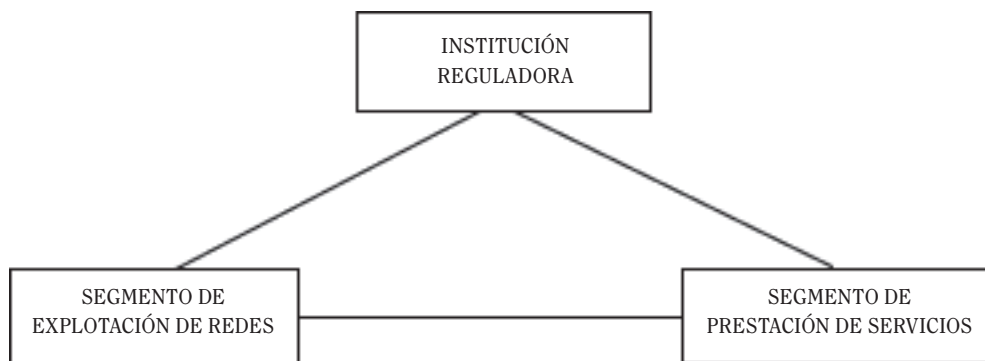 INSTITUCIÓN
REGULADORA
SEGMENTO DE
EXPLOTACIÓN DE REDES
SEGMENTO DE
PRESTACIÓN DE SERVICIOS